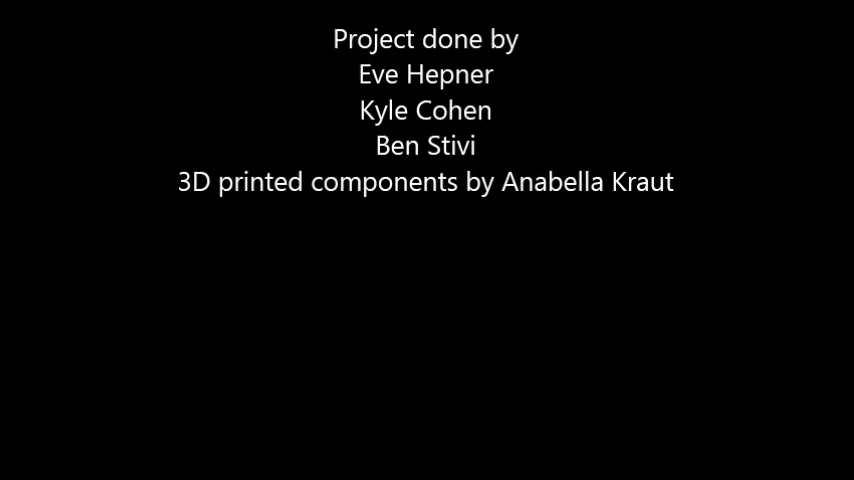 Project done by
Eve Hepner
Kyle Cohen
Ben Stivi
3D printed components by Anabella Kraut